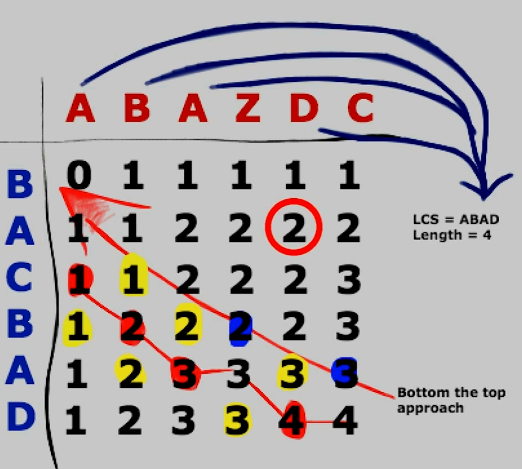 A B A Z D C
B 0 1 1 1 1 1
A 1 1 2 2 2 2
C 1 1 2 2 2 3
B 1 2 2 2 2 3
A 1 2 3 3 3 3
D 1 2 3 3 4 4
LCS = ABAD
Length = 4
Bottom the top
approach